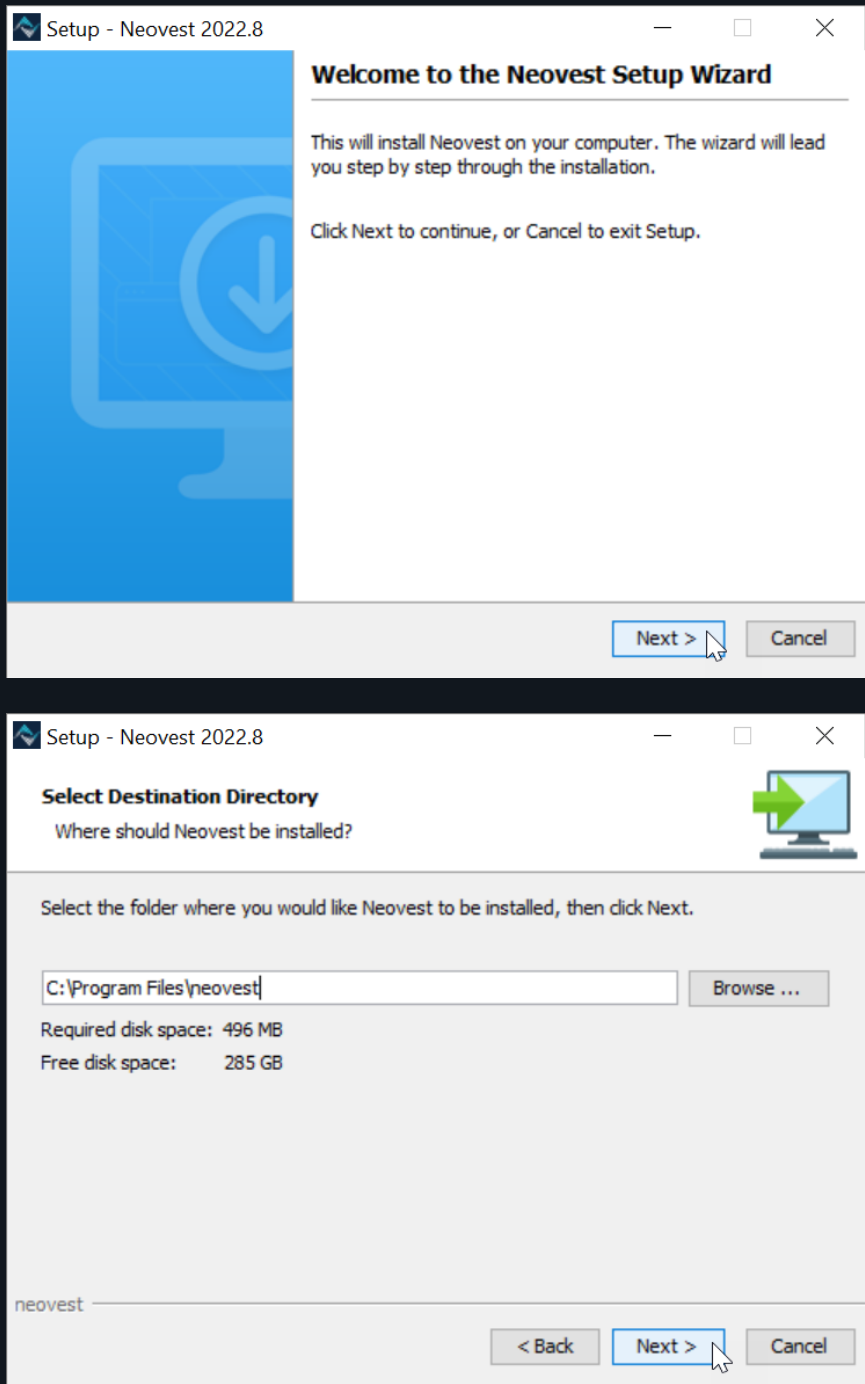 Setup - Neovest 2022.8
Welcome to the Neovest Setup Wizard
This will install Neovest on your computer. The wizard will lead
you step by step through the installation.
Click Next to continue, or Cancel to exit Setup.
Next >
Cancel
Setup - Neovest 2022.8
Select Destination Directory
Where should Neovest be installed?
Select the folder where you would like Neovest to be installed, then click Next.
C:\Program Files\neovest
Browse ...
Required disk space: 496 MB
Free disk space: 285 GB
neovest
< Back
Next >
Cancel